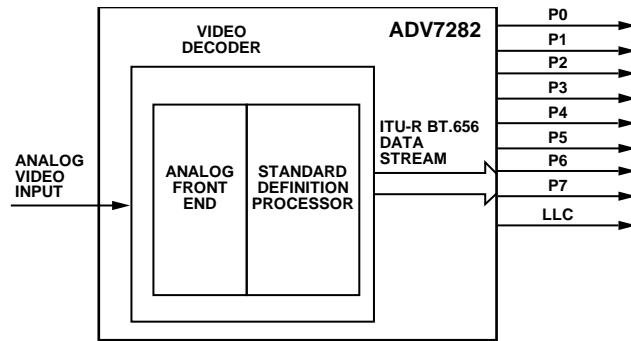 VIDEO
DECODER
ADV7282
ANALOG
VIDEO
INPUT
ANALOG
FRONT
END
STANDARD
DEFINITION
PROCESSOR
ITU-R BT.656
DATA
STREAM
P0
P1
P2
P3
P4
P5
P6
P7
LLC